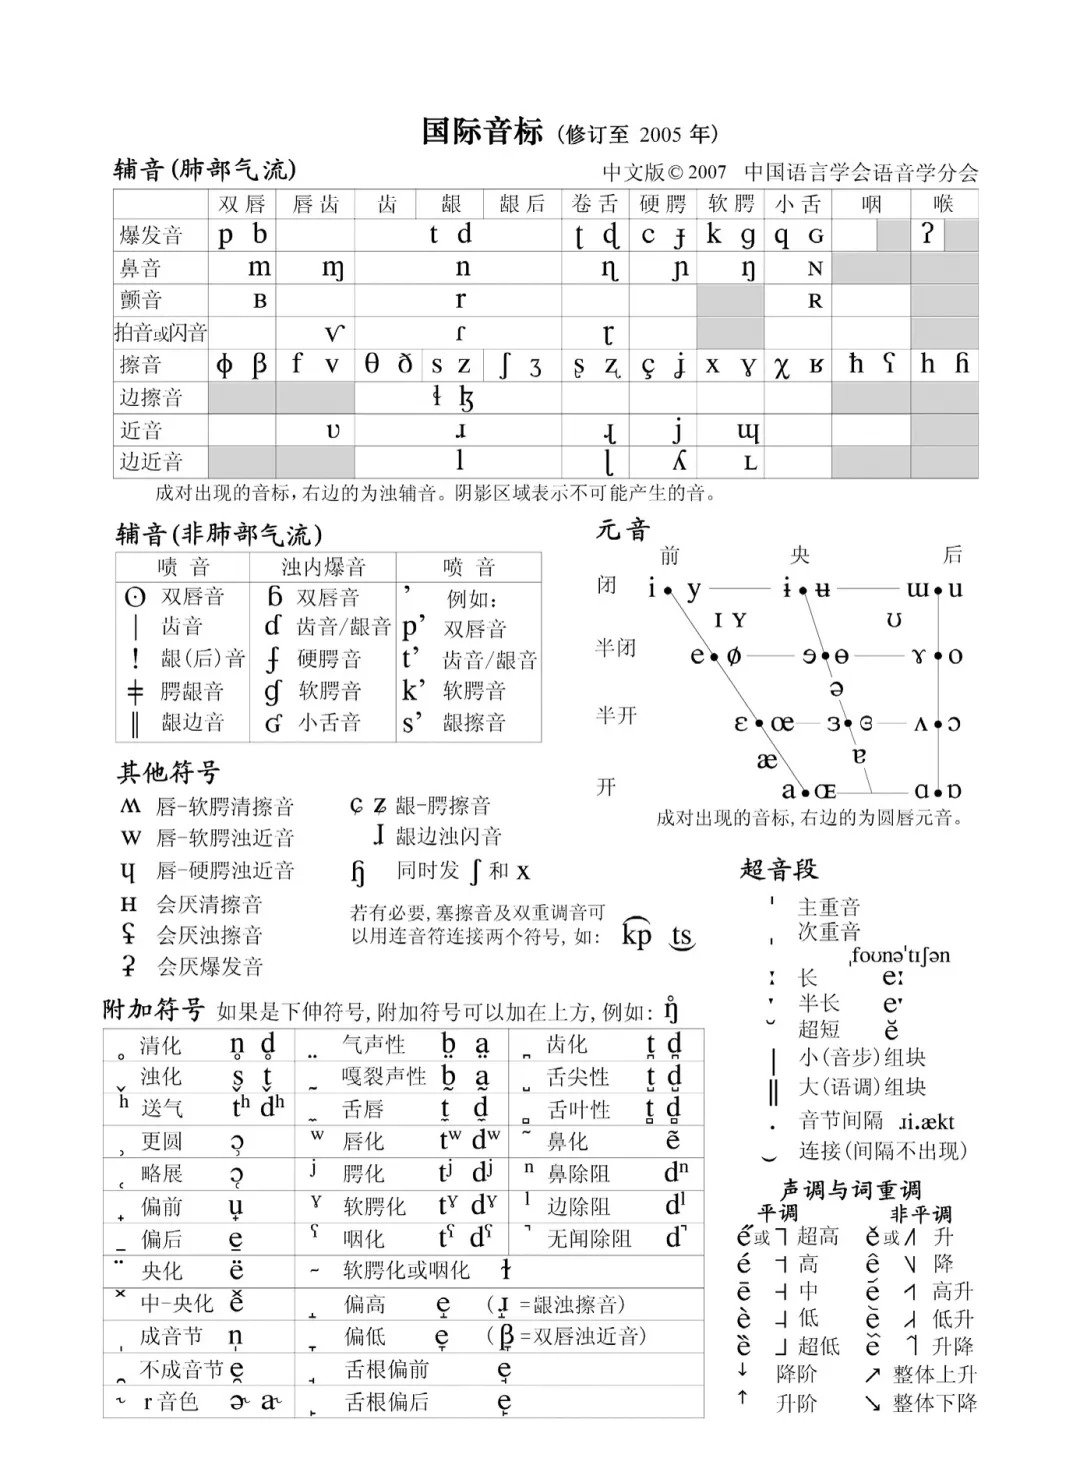 国际音标 (修订至 2005 年)
辅音(肺部气流) 中文版© 2007 中国语言学会语音学分会
双唇 唇齿 齿 龈 龈后 卷舌 硬腭 软腭 小舌 咽 喉
爆发音 p b t d ʈ ɖ c ɟ k ɡ q ɢ ʔ
鼻音 m ɱ n ɳ ɲ ŋ ɴ
颤音 ʙ r ʀ
拍音或闪音 ⱱ ɾ ɽ
擦音 ɸ β f v θ ð s z ʃ ʒ ʂ ʐ ç ʝ x ɣ χ ʁ ħ ʕ h ɦ
边擦音 ɬ ɮ
近音 ʋ ɹ ɻ j ɰ
边近音 l ɭ ʎ ʟ
成对出现的音标,右边的为浊辅音。阴影区域表示不可能产生的音。
辅音(非肺部气流)
啧音 浊内爆音 喷音
ʘ 双唇音 ɓ 双唇音 ʼ 例如:
ǀ 齿音 ɗ 齿音/龈音 pʼ 双唇音
ǃ 龈(后)音 ʄ 硬腭音 tʼ 齿音/龈音
ǂ 腭龈音 ɠ 软腭音 kʼ 软腭音
ǁ 龈边音 ʛ 小舌音 sʼ 龈擦音
元音
前 央 后
闭 i y ɨ ʉ ɯ u
ɪ ʏ ʊ
半闭 e ø ɘ ɵ ɤ o
ə
半开 ɛ œ ɜ ɞ ʌ ɔ
æ ɐ
开 a ɶ ɑ ɒ
成对出现的音标,右边的为圆唇元音。
其他符号
ʍ 唇-软腭清擦音 ɕ ʑ 龈-腭擦音
w 唇-软腭浊近音 ɺ 龈边浊闪音
ɥ 唇-硬腭浊近音 ɧ 同时发 ʃ 和 x
ʜ 会厌清擦音
ʢ 会厌浊擦音
ʡ 会厌爆发音
若有必要,塞擦音及双重调音可
以用连音符连接两个符号,如: k͡p t͜s
超音段
ˈ 主重音
ˌ 次重音
ˌfoʊnəˈtɪʃən
ː 长 eː
ˑ 半长 eˑ
̆ 超短 ĕ
| 小(音步)组块
‖ 大(语调)组块
. 音节间隔 ɹi.ækt
‿ 连接(间隔不出现)
附加符号 如果是下伸符号,附加符号可以加在上方,例如: ŋ̊
̥ 清化 n̥ d̥ ̤ 气声性 b̤ a̤ ̪ 齿化 t̪ d̪
̬ 浊化 s̬ t̬ ̰ 嘎裂声性 b̰ a̰ ̺ 舌尖性 t̺ d̺
ʰ 送气 tʰ dʰ ̼ 舌唇 t̼ d̼ ̻ 舌叶性 t̻ d̻
̹ 更圆 ɔ̹ ʷ 唇化 tʷ dʷ ̃ 鼻化 ẽ
̜ 略展 ɔ̜ ʲ 腭化 tʲ dʲ ⁿ 鼻除阻 dⁿ
̟ 偏前 u̟ ˠ 软腭化 tˠ dˠ ˡ 边除阻 dˡ
̠ 偏后 e̠ ˤ 咽化 tˤ dˤ ̚ 无闻除阻 d̚
̈ 央化 ë ̴ 软腭化或咽化 ɫ
̽ 中-央化 e̽ ̝ 偏高 e̝ (ɹ̝ =龈浊擦音)
̩ 成音节 n̩ ̞ 偏低 e̞ (β̞ =双唇浊近音)
̯ 不成音节 e̯ ̘ 舌根偏前 e̘
˞ r音色 ɚ a˞ ̙ 舌根偏后 e̙
声调与词重调
平调 非平调
e̋或 ˥ 超高 ě或 ˩˥ 升
é ˦ 高 ê ˥˩ 降
ē ˧ 中 e᷄ ˦˥ 高升
è ˨ 低 e᷅ ˩˨ 低升
ȅ ˩ 超低 e᷈ ˧˦˧ 升降
ꜜ 降阶 ↗ 整体上升
ꜛ 升阶 ↘ 整体下降